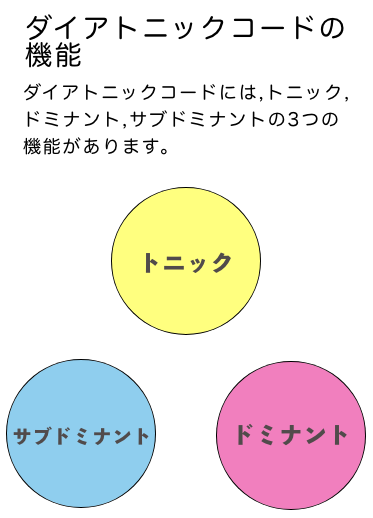 ダイアトニックコードの
機能
ダイアトニックコードには,トニック,
ドミナント,サブドミナントの3つの
機能があります。
トニック
サブドミナント
ドミナント